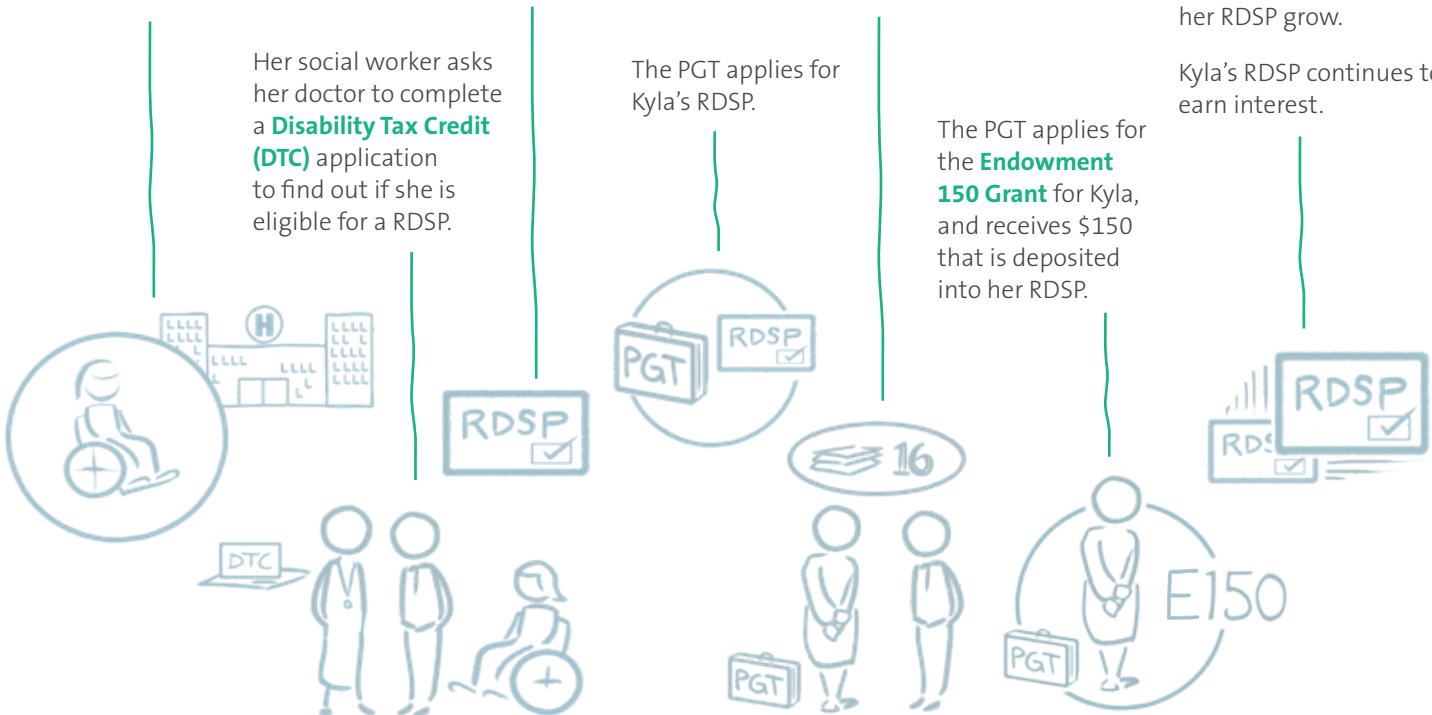 her RDSP grow.
Kyla's RDSP continues to
earn interest.
Her social worker asks
her doctor to complete
a Disability Tax Credit
(DTC) application
to find out if she is
eligible for a RDSP.
The PGT applies for
Kyla's RDSP.
The PGT applies for
the Endowment
150 Grant for Kyla,
and receives $150
that is deposited
into her RDSP.
H
RDSP
PGT
RDSP
RDSP
RDS
16
DTC
E150
PGT
PGT